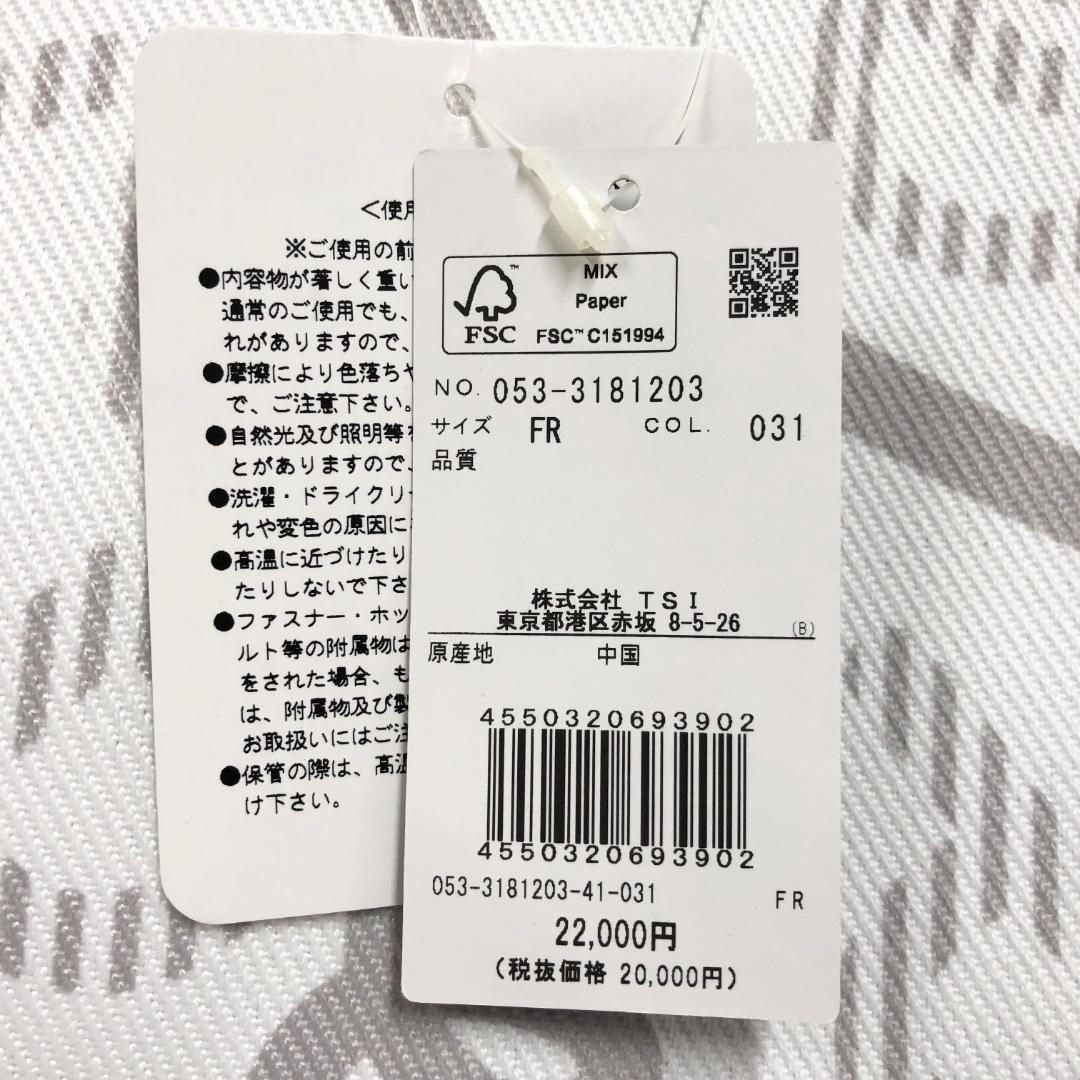 <使用
※ご使用の前
●内容物が著しく重い
通常のご使用でも、
れがありますので、
●摩擦により色落ちや
で、ご注意下さい。
●自然光及び照明等を
とがありますので、
●洗濯・ドライクリー
れや変色の原因に
●高温に近づけたり
たりしないで下さ
●ファスナー・ホッ
ルト等の附属物は
をされた場合、も
は、附属物及び製
お取扱いにはご注
●保管の際は、高温
け下さい。
FSC™
MIX
Paper
FSC™ C151994
NO. 053-3181203
サイズ FR COL. 031
品質
株式会社 TSI
東京都港区赤坂 8-5-26 (B)
原産地 中国
4550320693902
4550320693902
053-3181203-41-031 FR
22,000円
(税抜価格 20,000円)